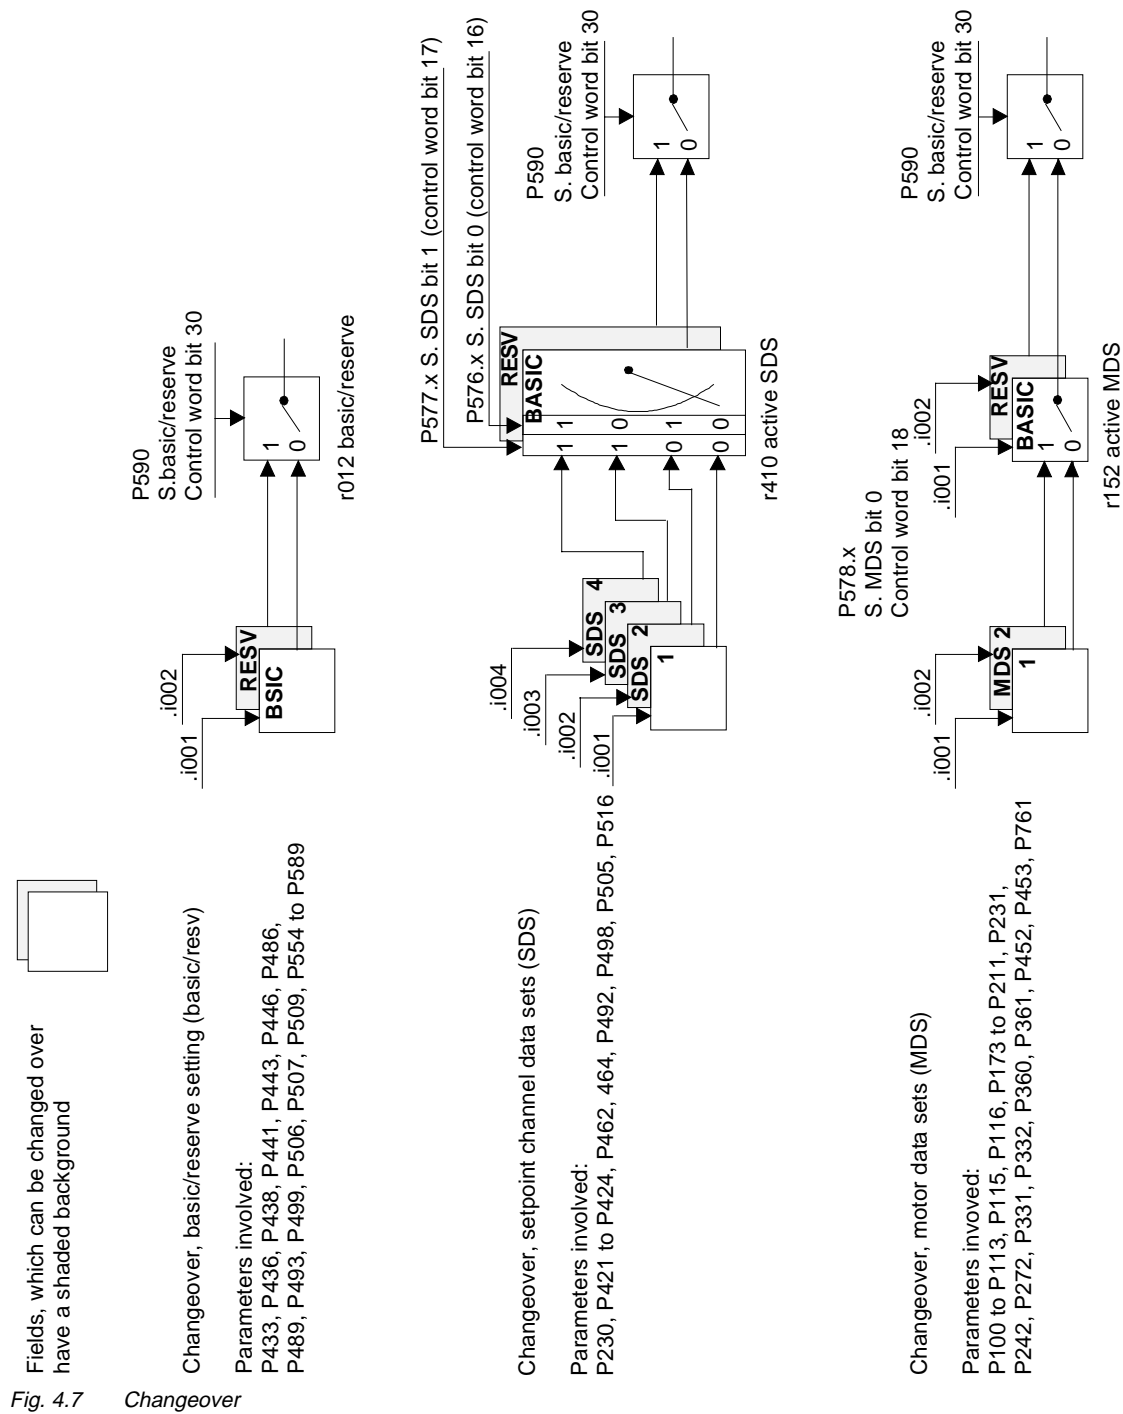 Fields, which can be changed over
have a shaded background
Changeover, basic/reserve setting (basic/resv)
Parameters involved:
P433, P436, P438, P441, P443, P446, P486,
P489, P493, P499, P506, P507, P509, P554 to P589
.i001
.i002
BSIC
RESV
P590
S.basic/reserve
Control word bit 30
1
0
r012 basic/reserve
Changeover, setpoint channel data sets (SDS)
Parameters involved:
P230, P421 to P424, P462, 464, P492, P498, P505, P516
.i004
.i003
.i002
.i001
SDS 4
SDS 3
SDS 2
1
P577.x S. SDS bit 1 (control word bit 17)
P576.x S. SDS bit 0 (control word bit 16)
RESV
BASIC
1 1
1 0
0 1
0 0
r410 active SDS
P590
S. basic/reserve
Control word bit 30
1
0
Changeover, motor data sets (MDS)
Parameters invoved:
P100 to P113, P115, P116, P173 to P211, P231,
P242, P272, P331, P332, P360, P361, P452, P453, P761
.i001
.i002
MDS 2
1
P578.x
S. MDS bit 0
Control word bit 18
.i001
.i002
RESV
BASIC
1
0
r152 active MDS
P590
S. basic/reserve
Control word bit 30
1
0
Fig. 4.7 Changeover